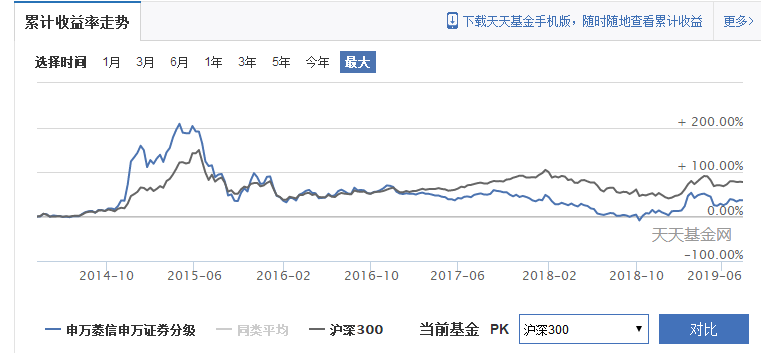 累计收益率走势 下载天天基金手机版，随时随地查看累计收益 更多>
选择时间 1月 3月 6月 1年 3年 5年 今年 最大
+ 200.00%
+ 100.00%
0.00%
天天基金网
-100.00%
2014-10 2015-06 2016-02 2016-10 2017-06 2018-02 2018-10 2019-06
申万菱信申万证券分级 同类平均 沪深300 当前基金 PK 沪深300 对比